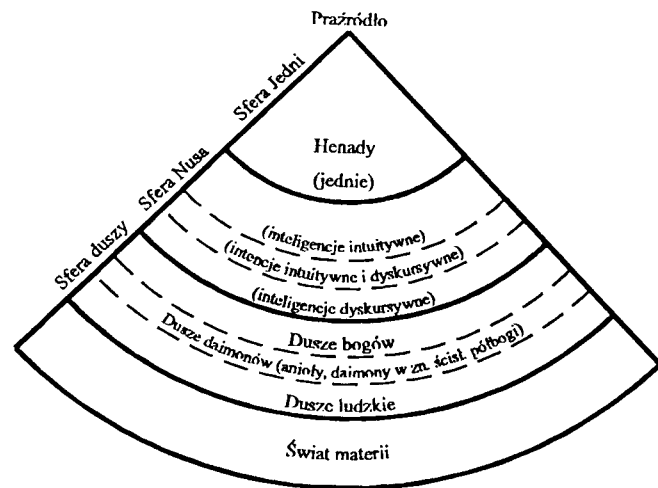 Praźródło
Sfera Jedni
Henady
(jednie)
Sfera Nusa
(inteligencje intuitywne)
(intencje intuitywne i dyskursywne)
(inteligencje dyskursywne)
Sfera duszy
Dusze bogów
Dusze daimonów (anioły, daimony w zn. ścisł. półbogi)
Dusze ludzkie
Świat materii